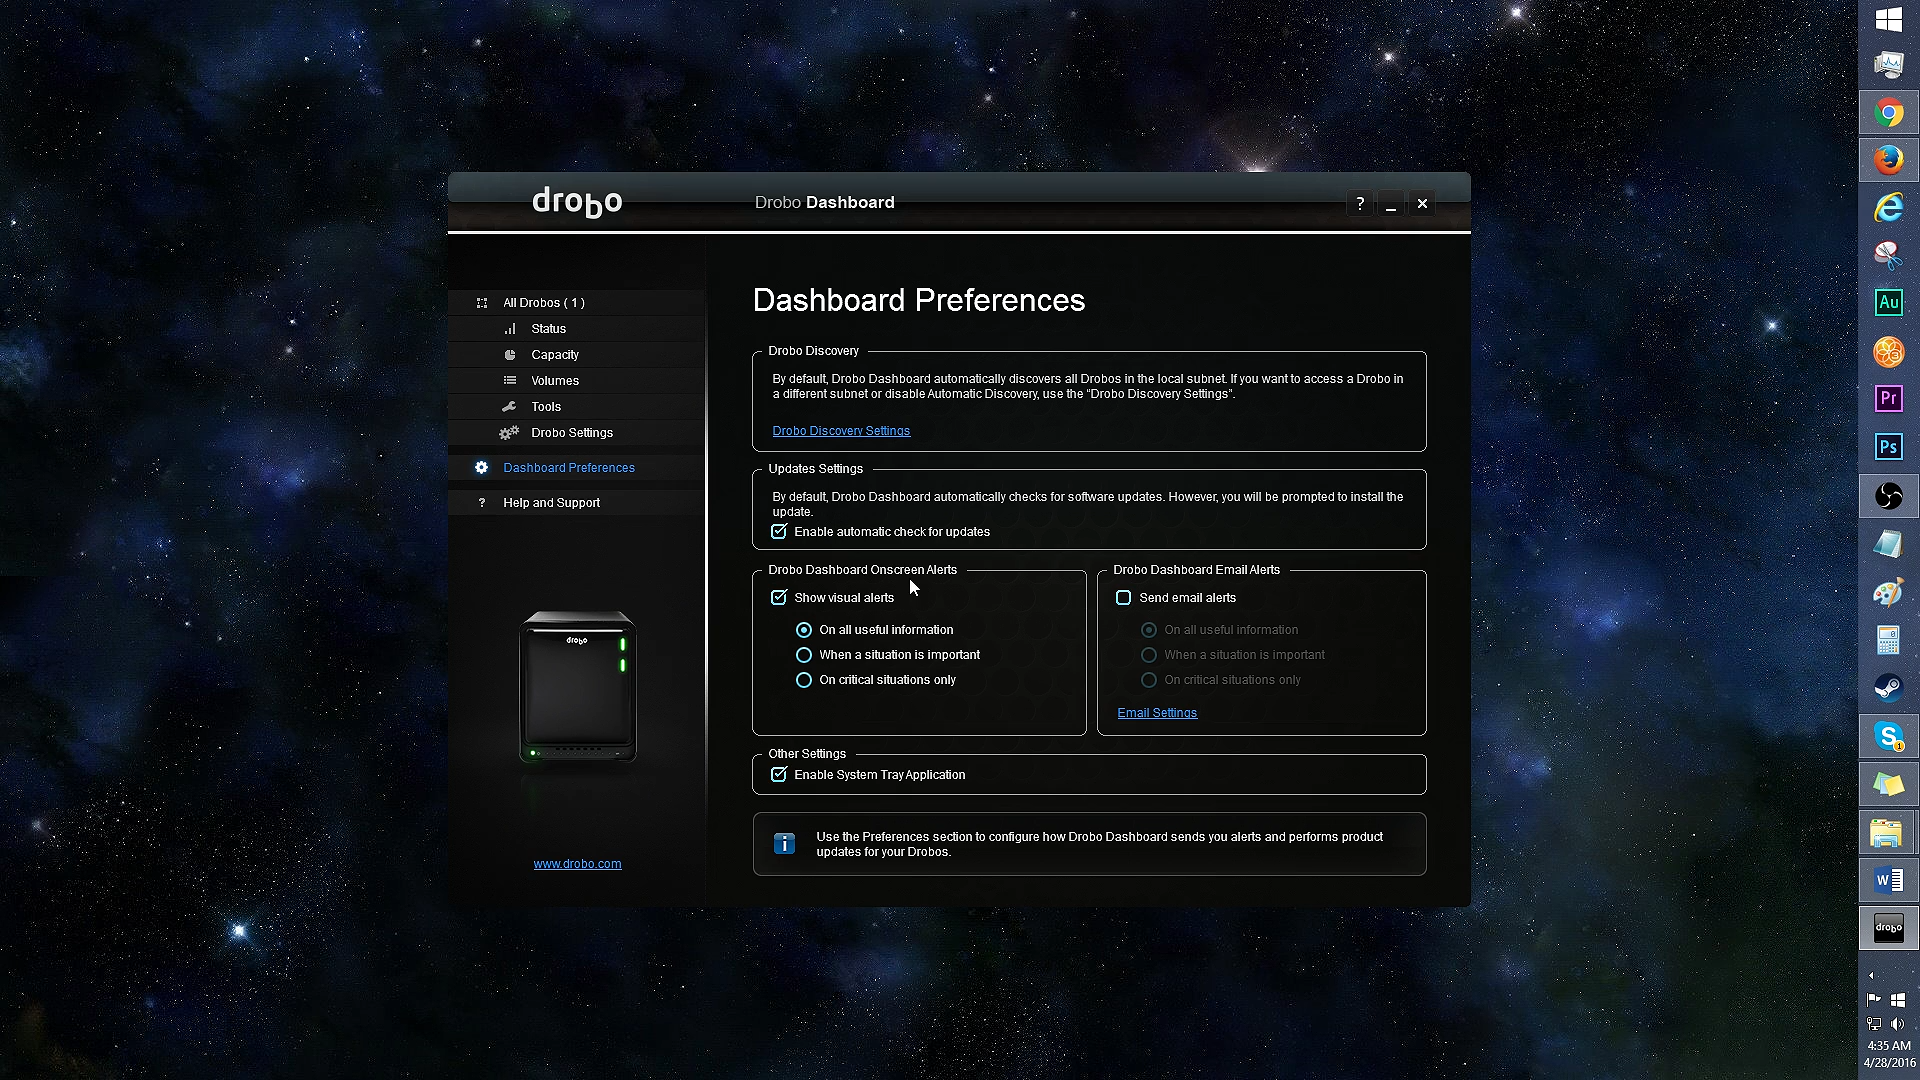 drobo
Drobo Dashboard
?
All Drobos ( 1 )
Status
Capacity
Volumes
Tools
Drobo Settings
Dashboard Preferences
? Help and Support
drobo
www.drobo.com
Dashboard Preferences
Drobo Discovery
By default, Drobo Dashboard automatically discovers all Drobos in the local subnet. If you want to access a Drobo in
a different subnet or disable Automatic Discovery, use the “Drobo Discovery Settings”.
Drobo Discovery Settings
Updates Settings
By default, Drobo Dashboard automatically checks for software updates. However, you will be prompted to install the
update.
Enable automatic check for updates
Drobo Dashboard Onscreen Alerts
Show visual alerts
On all useful information
When a situation is important
On critical situations only
Drobo Dashboard Email Alerts
Send email alerts
On all useful information
When a situation is important
On critical situations only
Email Settings
Other Settings
Enable System Tray Application
i
Use the Preferences section to configure how Drobo Dashboard sends you alerts and performs product
updates for your Drobos.
Au
3
Pr
Ps
S
1
W
drobo
4:35 AM
4/28/2016